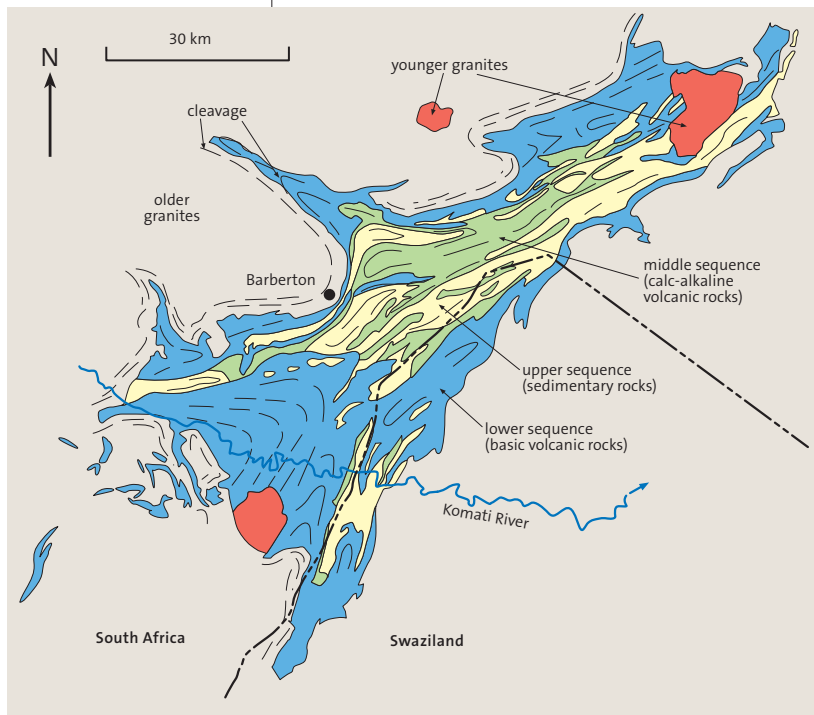 30 km
N
younger granites
cleavage
older
granites
Barberton
middle sequence
(calc-alkaline
volcanic rocks)
upper sequence
(sedimentary rocks)
lower sequence
(basic volcanic rocks)
Komati River
South Africa
Swaziland